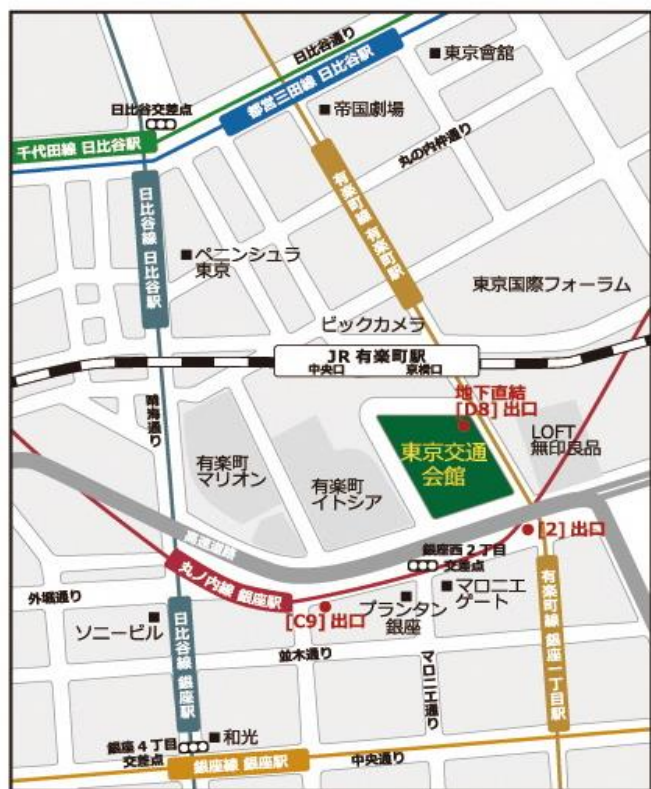 日比谷通り
東京會舘
都営三田線 日比谷駅
日比谷交差点
帝国劇場
千代田線 日比谷駅
丸の内仲通り
有楽町線 有楽町駅
日比谷線 日比谷駅
ペニンシュラ
東京
東京国際フォーラム
ビックカメラ
JR 有楽町駅
中央口
京橋口
地下直結
[D8] 出口
晴海通り
東京交通
会館
LOFT
無印良品
有楽町
マリオン
有楽町
イトシア
高速道路
[2] 出口
銀座西2丁目
交差点
丸ノ内線 銀座駅
外堀通り
マロニエ
ゲート
プランタン
銀座
[C9] 出口
ソニービル
日比谷線 銀座駅
有楽町線 銀座一丁目駅
並木通り
マロニエ通り
和光
銀座4丁目
交差点
銀座線 銀座駅
中央通り